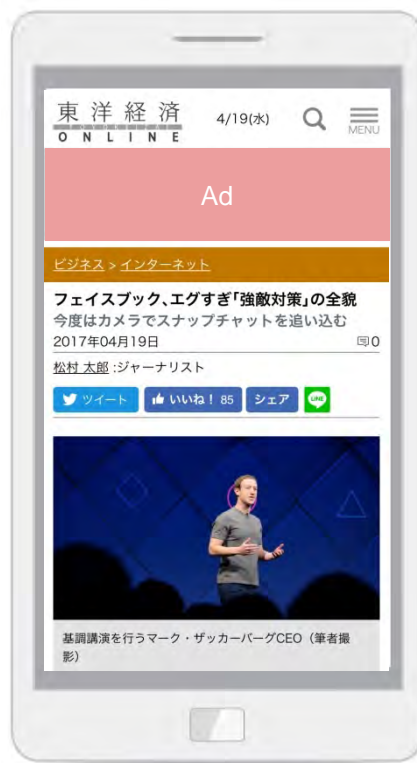 東洋経済
TOYOKEIZAI
ONLINE
4/19(水)
MENU
Ad
ビジネス > インターネット
フェイスブック、エグすぎ「強敵対策」の全貌
今度はカメラでスナップチャットを追い込む
2017年04月19日
0
松村 太郎 :ジャーナリスト
ツイート
いいね! 85
シェア
LINE
基調講演を行うマーク・ザッカーバーグCEO（筆者撮
影）